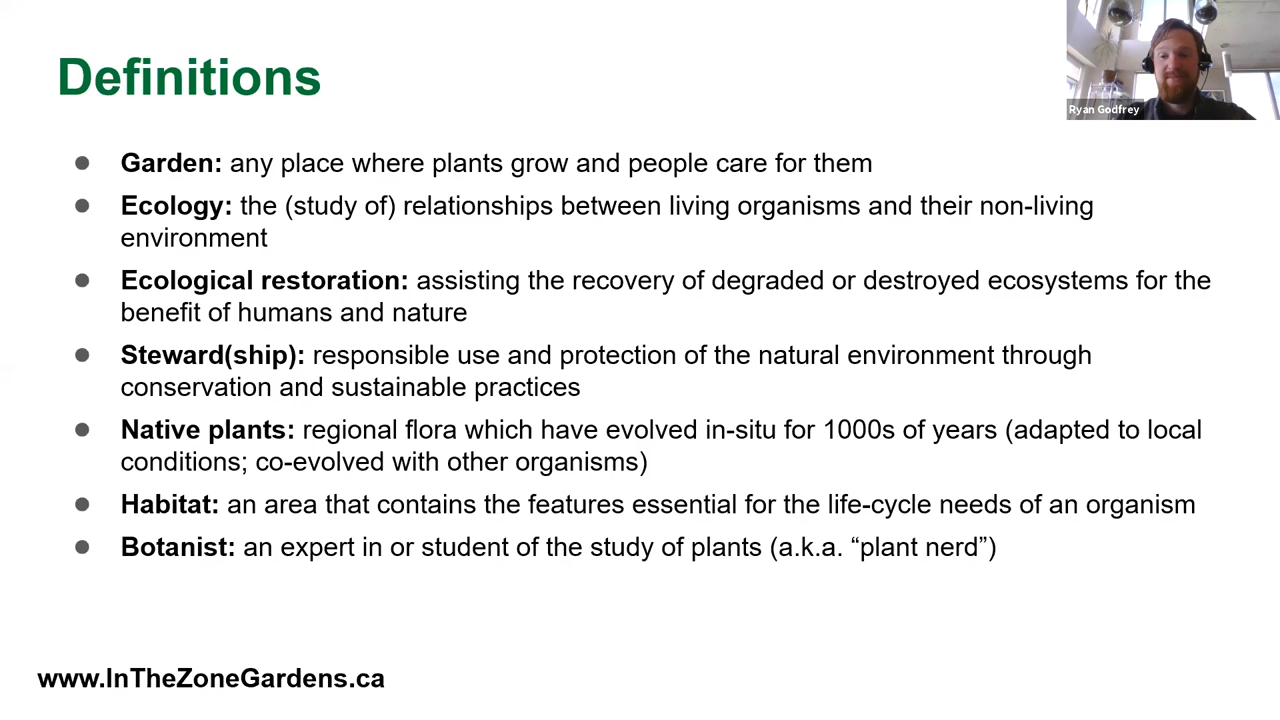 Definitions
Ryan Godfrey
● Garden: any place where plants grow and people care for them
● Ecology: the (study of) relationships between living organisms and their non-living
environment
● Ecological restoration: assisting the recovery of degraded or destroyed ecosystems for the
benefit of humans and nature
● Steward(ship): responsible use and protection of the natural environment through
conservation and sustainable practices
● Native plants: regional flora which have evolved in-situ for 1000s of years (adapted to local
conditions; co-evolved with other organisms)
● Habitat: an area that contains the features essential for the life-cycle needs of an organism
● Botanist: an expert in or student of the study of plants (a.k.a. “plant nerd”)
www.InTheZoneGardens.ca